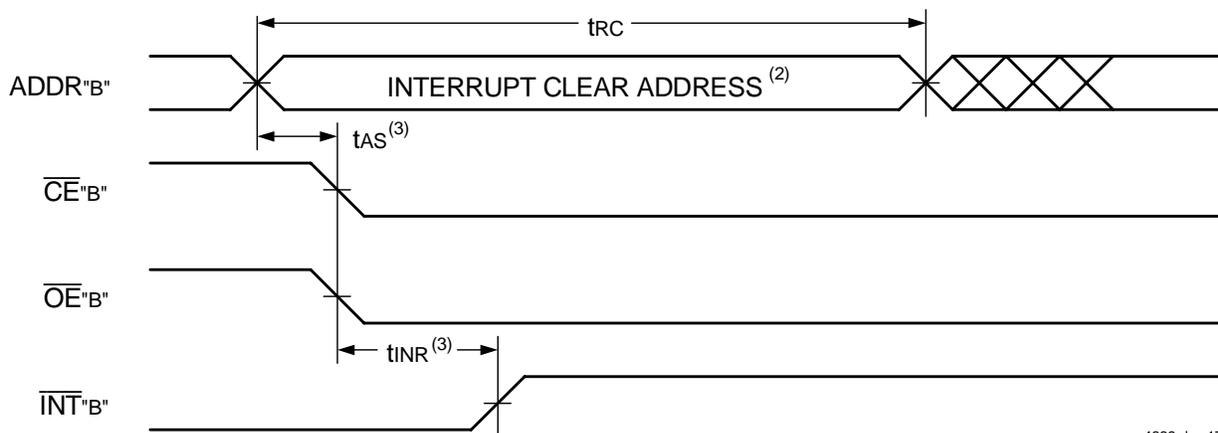 tRC
ADDR"B"
INTERRUPT CLEAR ADDRESS (2)
tAS(3)
CE"B"
OE"B"
tINR(3)
INT"B"